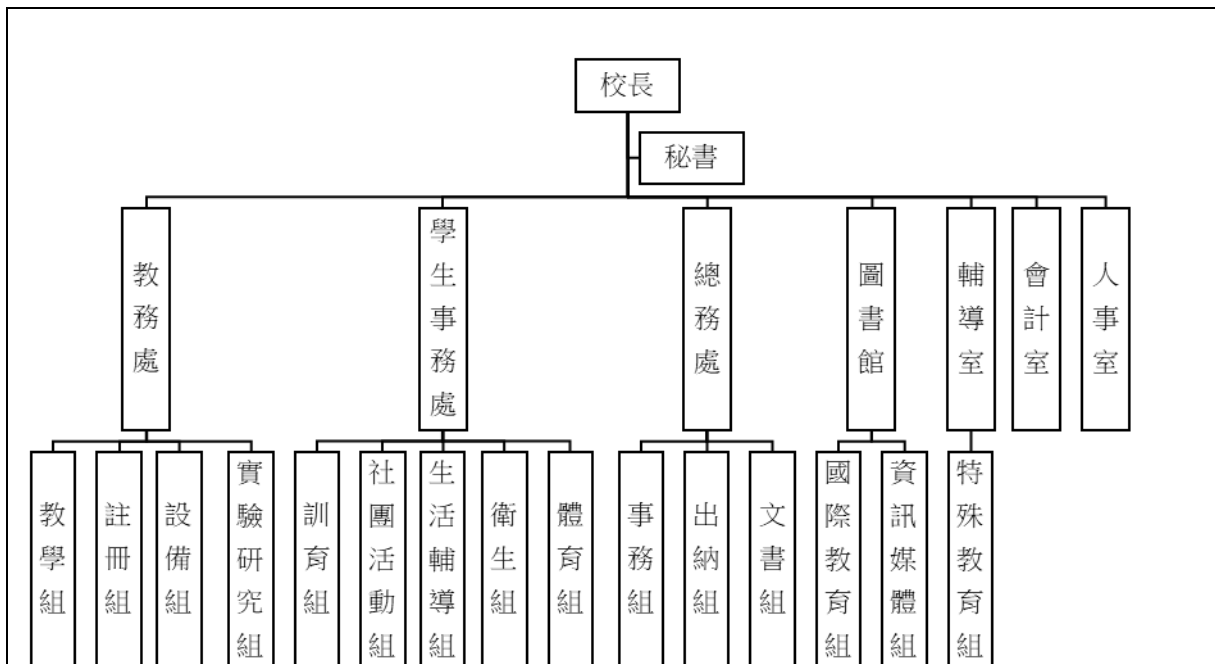 校長
秘書
教務處
學生事務處
總務處
圖書館
輔導室
會計室
人事室
教學組
註冊組
設備組
實驗研究組
訓育組
社團活動組
生活輔導組
衛生組
體育組
事務組
出納組
文書組
國際教育組
資訊媒體組
特殊教育組